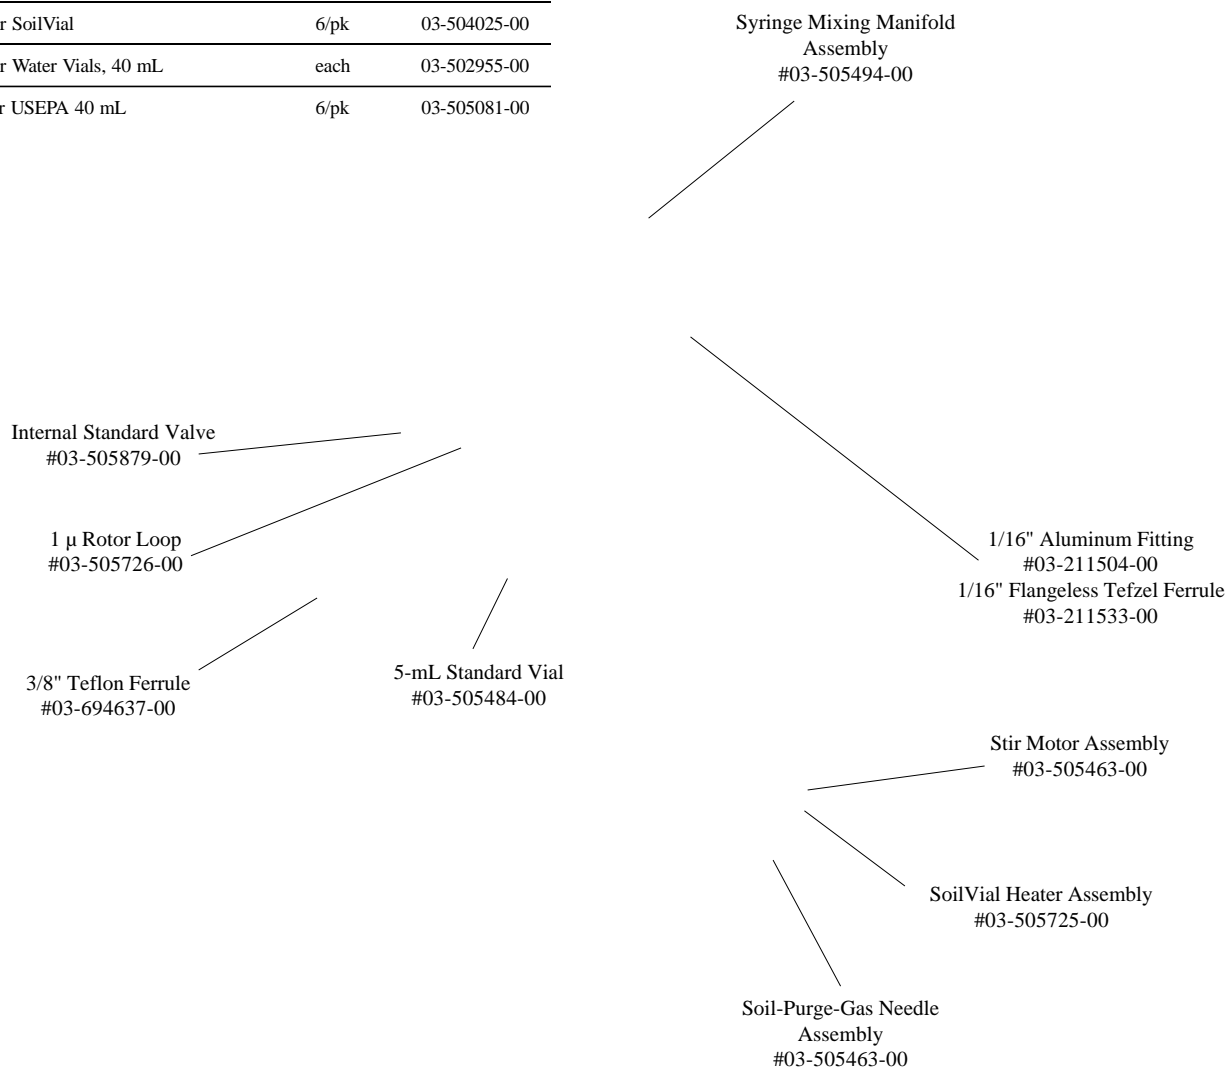 r SoilVial 6/pk 03-504025-00
r Water Vials, 40 mL each 03-502955-00
r USEPA 40 mL 6/pk 03-505081-00
Syringe Mixing Manifold
Assembly
#03-505494-00
Internal Standard Valve
#03-505879-00
1 µ Rotor Loop
#03-505726-00
3/8" Teflon Ferrule
#03-694637-00
5-mL Standard Vial
#03-505484-00
1/16" Aluminum Fitting
#03-211504-00
1/16" Flangeless Tefzel Ferrule
#03-211533-00
Stir Motor Assembly
#03-505463-00
SoilVial Heater Assembly
#03-505725-00
Soil-Purge-Gas Needle
Assembly
#03-505463-00